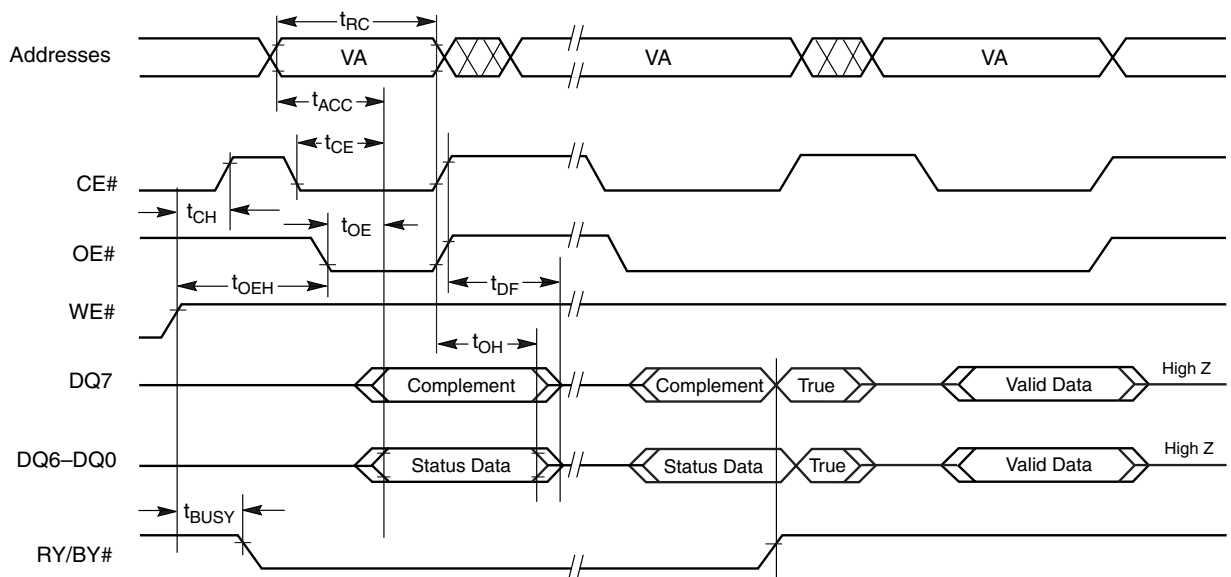 tRC
Addresses VA VA VA
tACC
tCE
CE#
tCH tOE
OE#
tOEH tDF
WE#
tOH
DQ7 Complement Complement True Valid Data High Z
DQ6–DQ0 Status Data Status Data True Valid Data High Z
tBUSY
RY/BY#